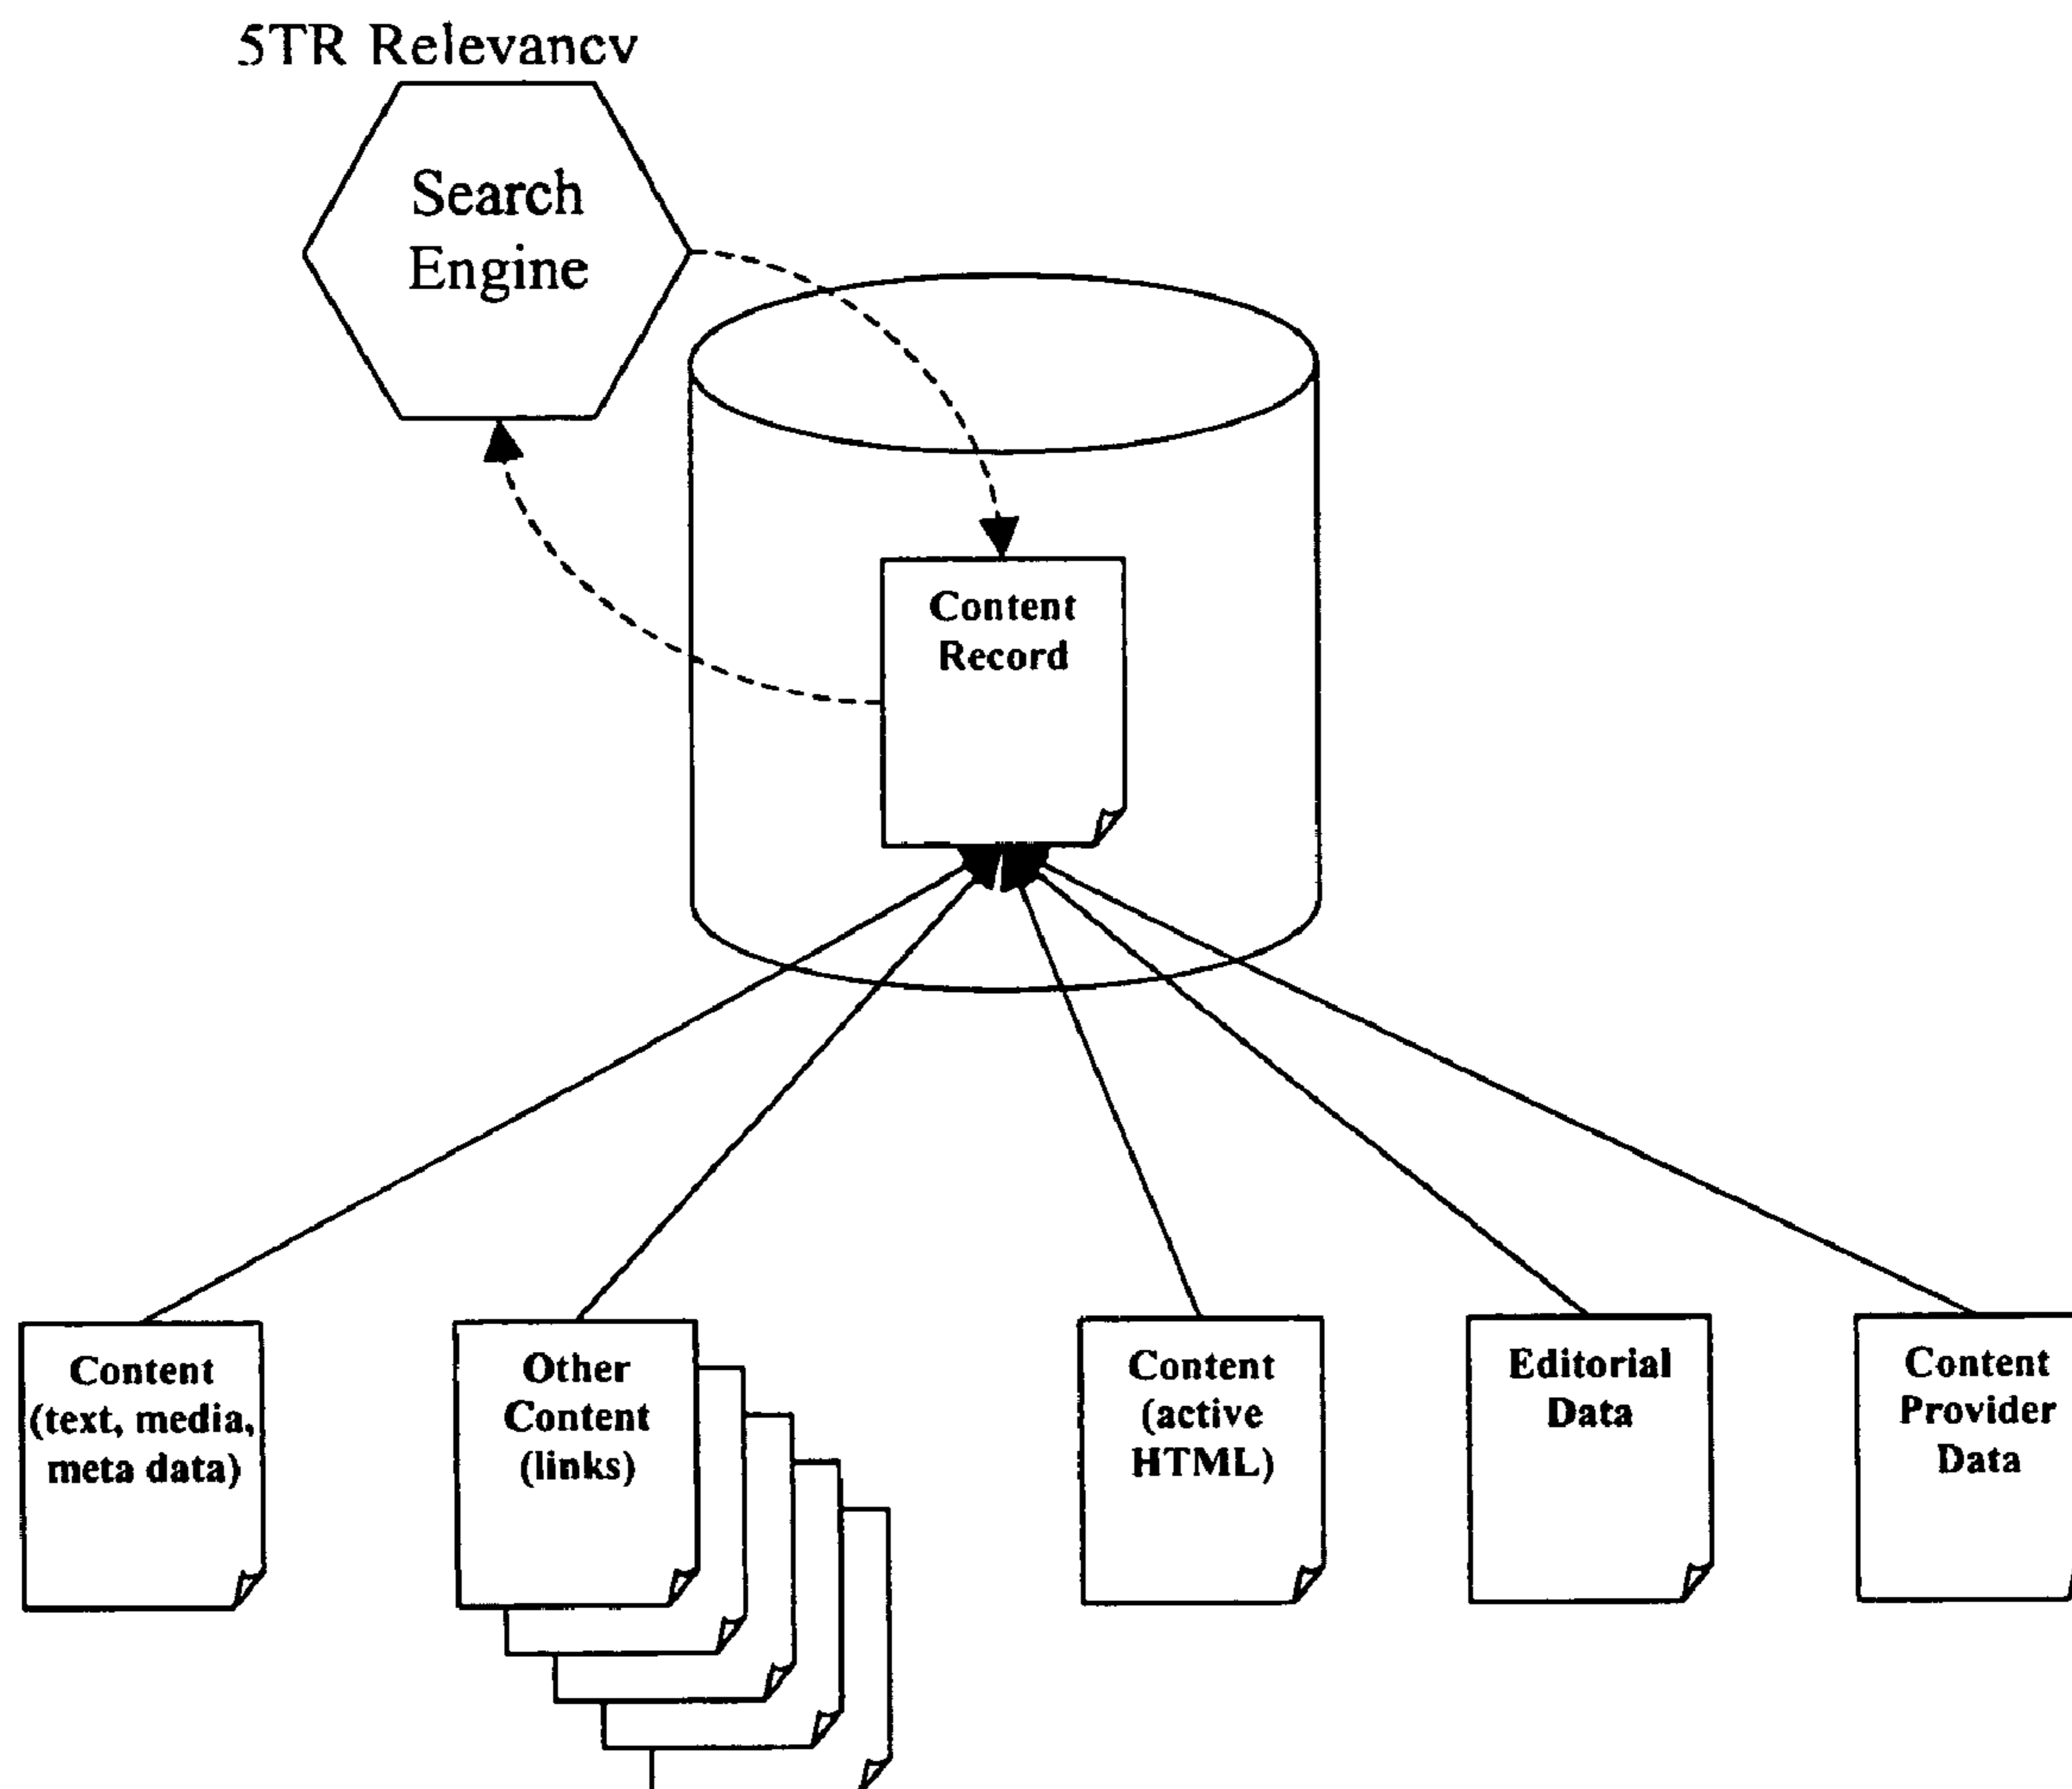 5TR Relevancy
Search
Engine
Content
Record
Content
(text, media,
meta data)
Other
Content
(links)
Content
(active
HTML)
Editorial
Data
Content
Provider
Data